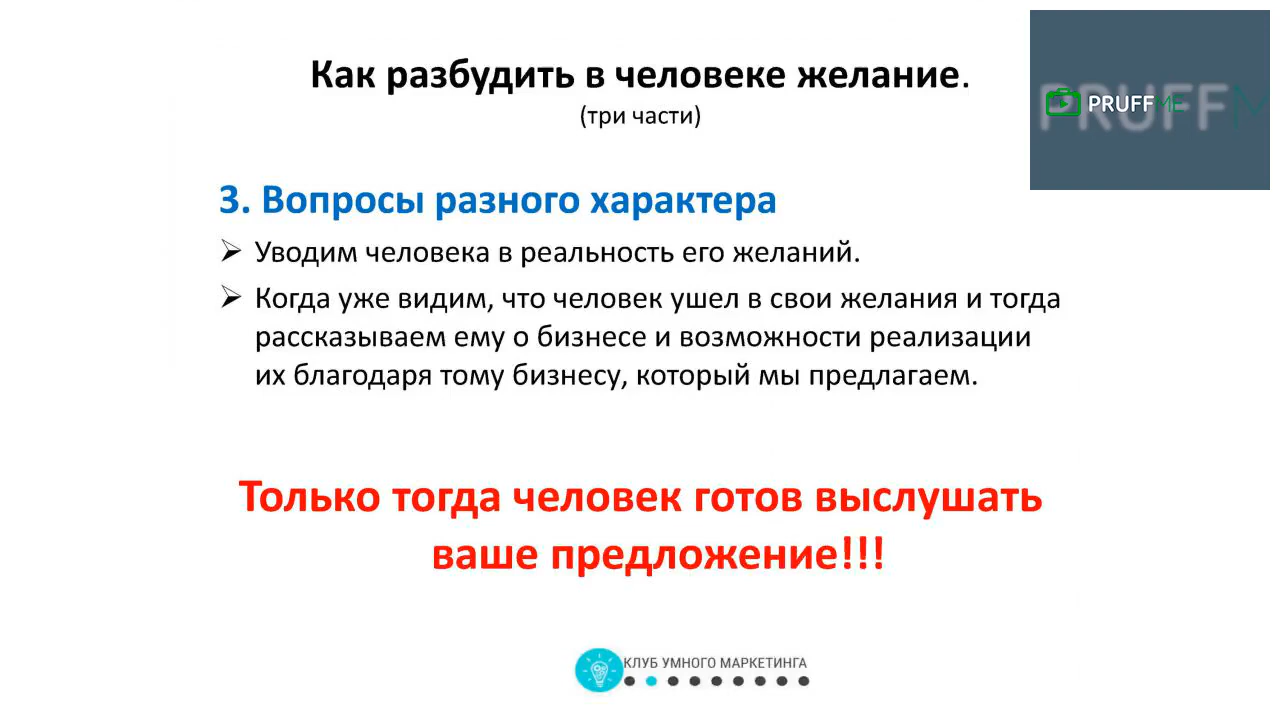 Как разбудить в человеке желание.
(три части)
PRUFFME
PRUFFM
3. Вопросы разного характера
Уводим человека в реальность его желаний.
Когда уже видим, что человек ушел в свои желания и тогда
рассказываем ему о бизнесе и возможности реализации
их благодаря тому бизнесу, который мы предлагаем.
Только тогда человек готов выслушать
ваше предложение!!!
КЛУБ УМНОГО МАРКЕТИНГА